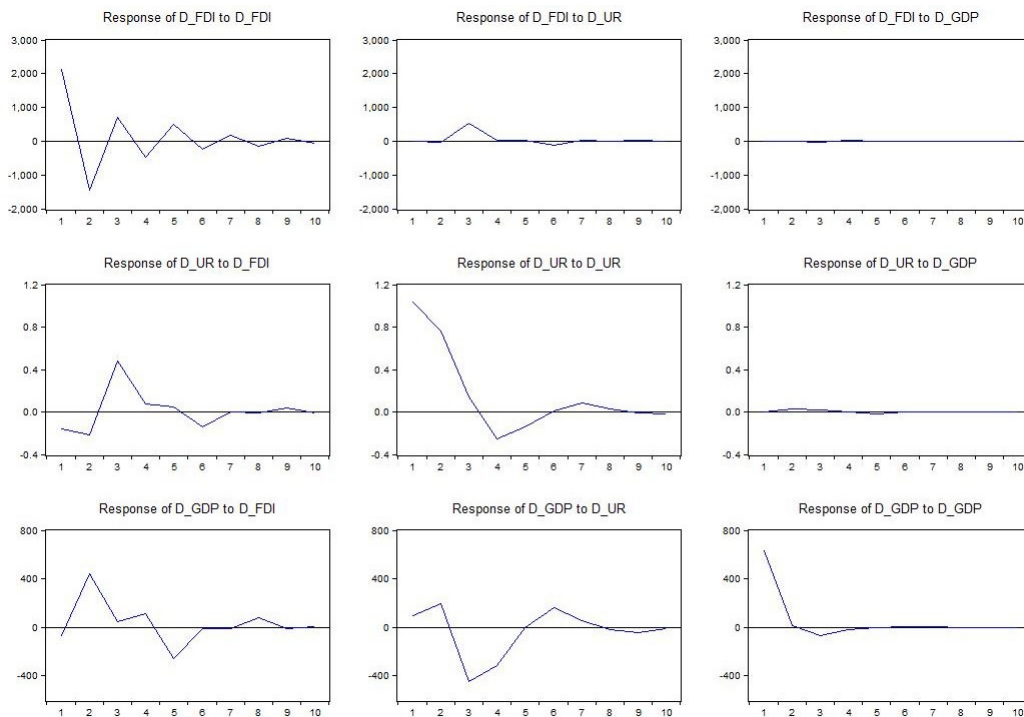 Response of D_FDI to D_FDI
3,000
2,000
1,000
0
-1,000
-2,000
1 2 3 4 5 6 7 8 9 10
Response of D_FDI to D_UR
3,000
2,000
1,000
0
-1,000
-2,000
1 2 3 4 5 6 7 8 9 10
Response of D_FDI to D_GDP
3,000
2,000
1,000
0
-1,000
-2,000
1 2 3 4 5 6 7 8 9 10
Response of D_UR to D_FDI
1.2
0.8
0.4
0.0
-0.4
1 2 3 4 5 6 7 8 9 10
Response of D_UR to D_UR
1.2
0.8
0.4
0.0
-0.4
1 2 3 4 5 6 7 8 9 10
Response of D_UR to D_GDP
1.2
0.8
0.4
0.0
-0.4
1 2 3 4 5 6 7 8 9 10
Response of D_GDP to D_FDI
800
400
0
-400
1 2 3 4 5 6 7 8 9 10
Response of D_GDP to D_UR
800
400
0
-400
1 2 3 4 5 6 7 8 9 10
Response of D_GDP to D_GDP
800
400
0
-400
1 2 3 4 5 6 7 8 9 10